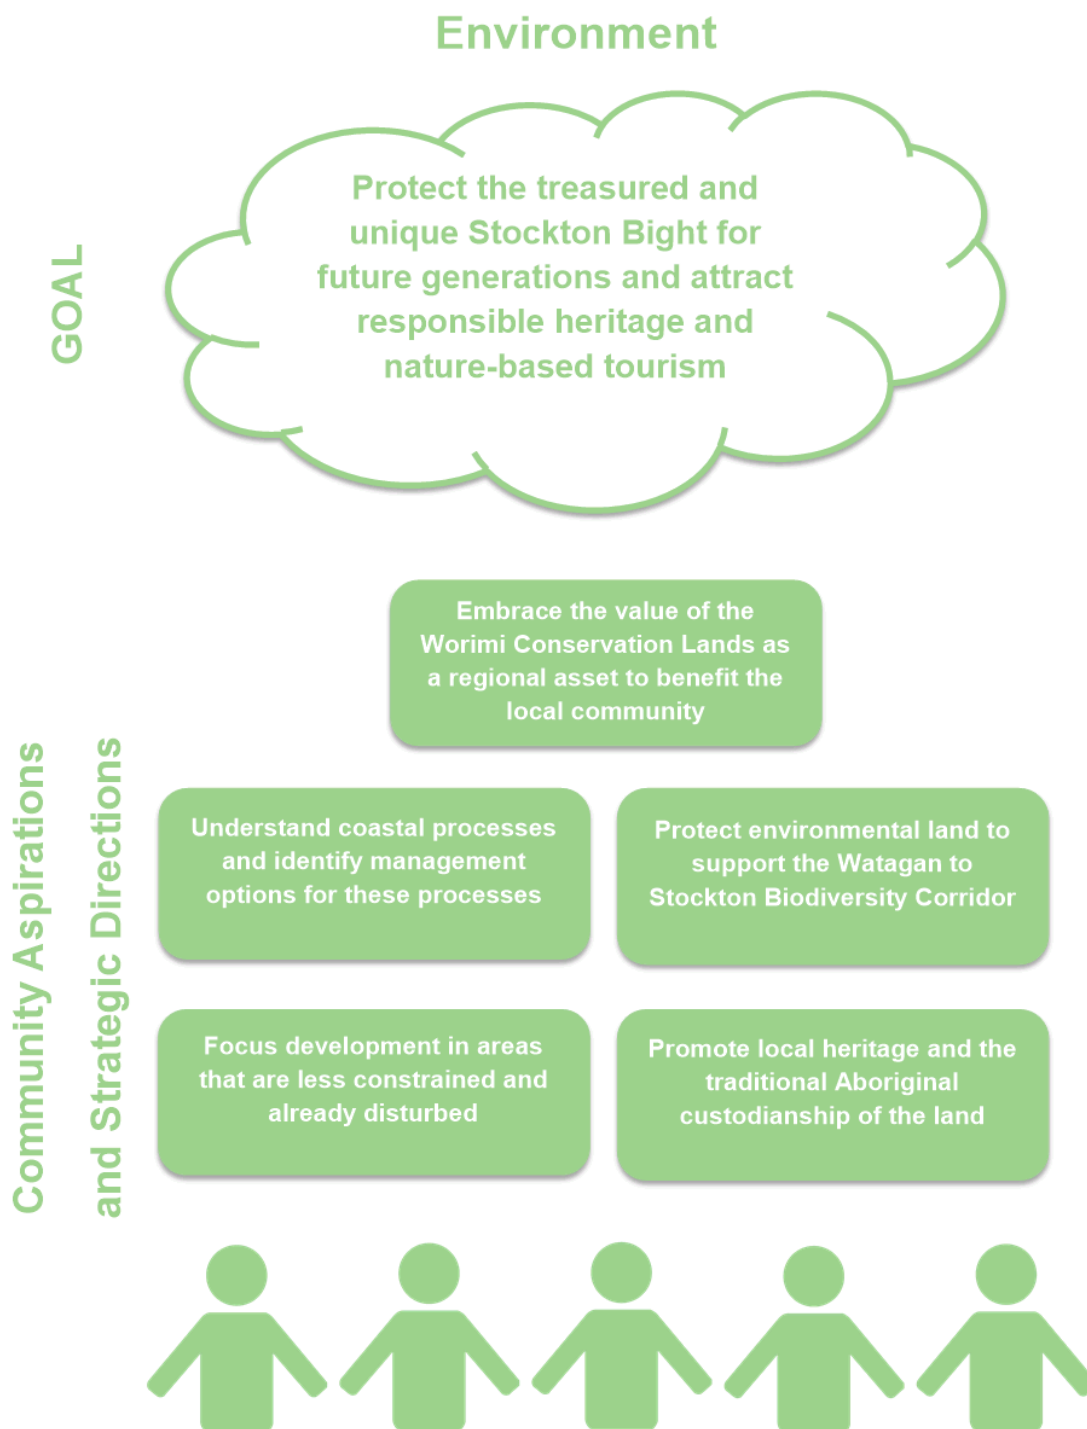 Environment
GOAL
Protect the treasured and
unique Stockton Bight for
future generations and attract
responsible heritage and
nature-based tourism
Community Aspirations
and Strategic Directions
Embrace the value of the
Worimi Conservation Lands as
a regional asset to benefit the
local community
Understand coastal processes
and identify management
options for these processes
Protect environmental land to
support the Watagan to
Stockton Biodiversity Corridor
Focus development in areas
that are less constrained and
already disturbed
Promote local heritage and the
traditional Aboriginal
custodianship of the land